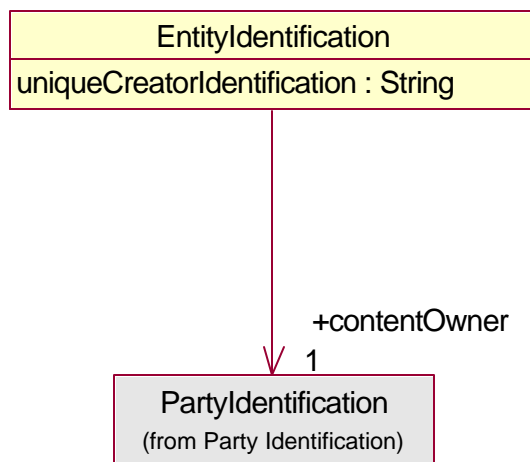 EntityIdentification
uniqueCreatorIdentification : String
+contentOwner
1
PartyIdentification
(from Party Identification)